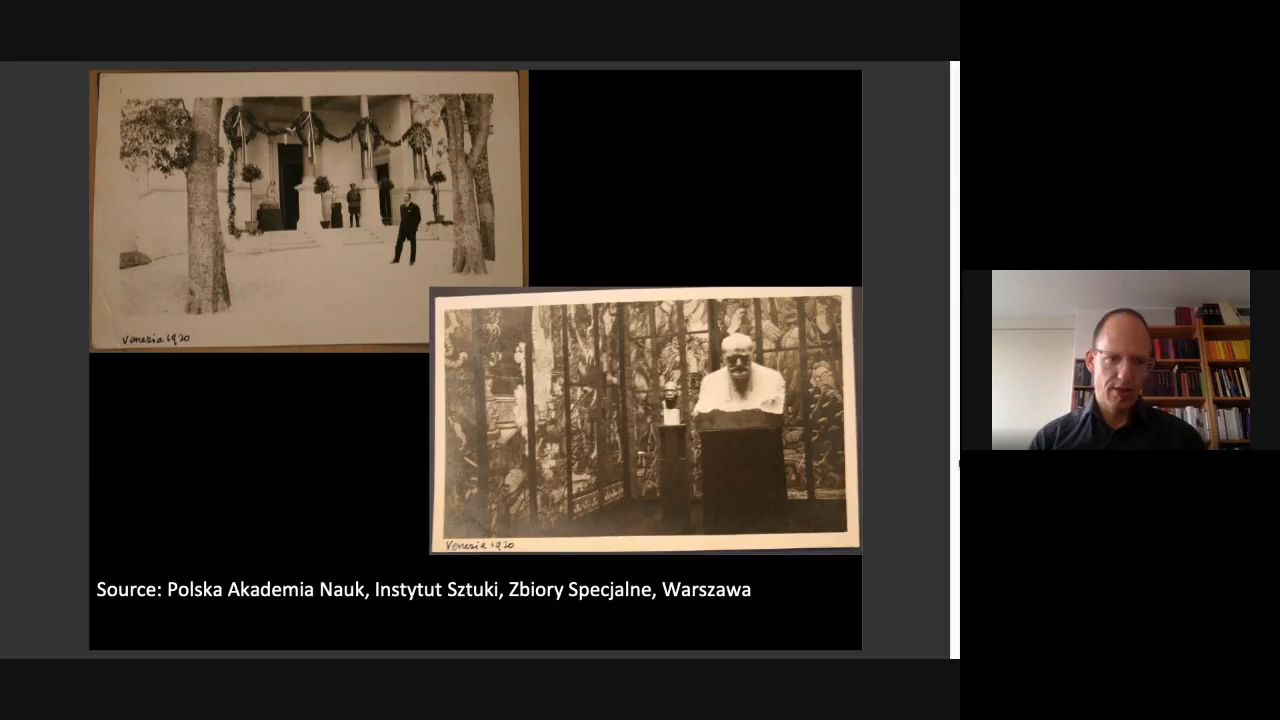 Venezia 1920
Venezia 1920
Source: Polska Akademia Nauk, Instytut Sztuki, Zbiory Specjalne, Warszawa